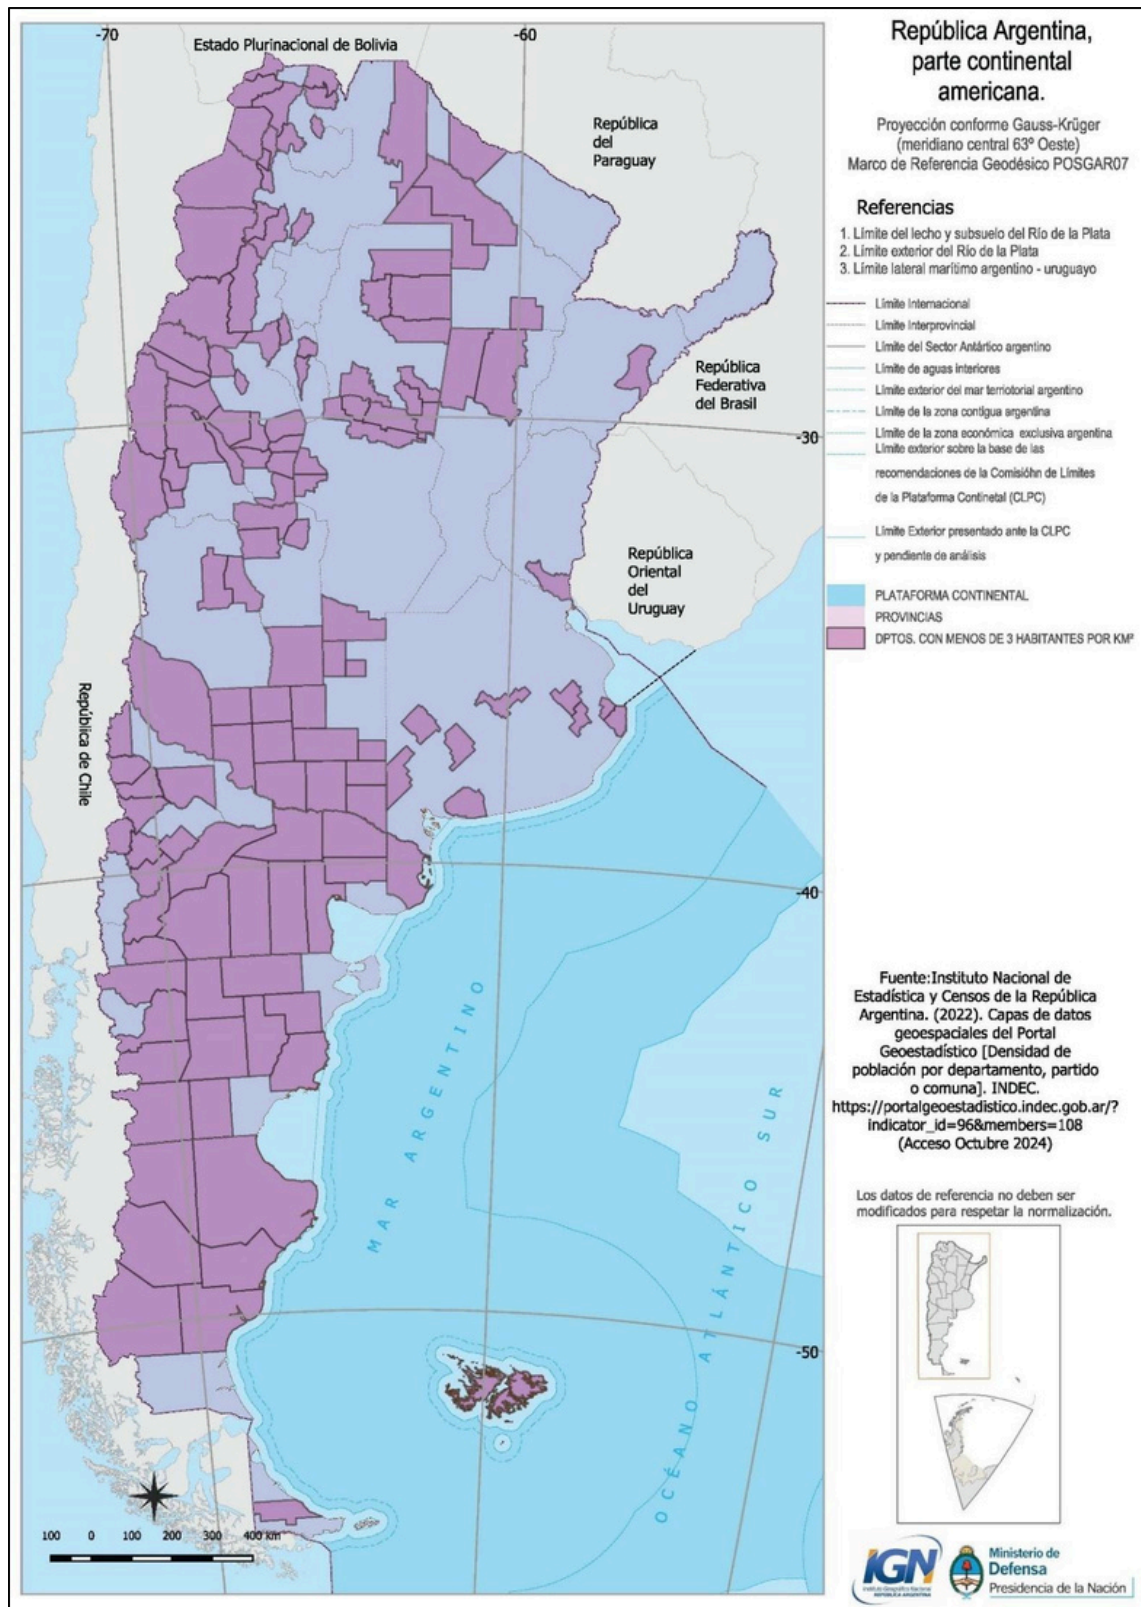 -70
-60
Estado Plurinacional de Bolivia
República
del
Paraguay
República
Federativa
del Brasil
-30
República
Oriental
del
Uruguay
República de Chile
-40
MAR ARGENTINO
OCÉANO ATLÁNTICO SUR
-50
100 0 100 200 300 400 km
República Argentina,
parte continental
americana.
Proyección conforme Gauss-Krüger
(meridiano central 63º Oeste)
Marco de Referencia Geodésico POSGAR07
Referencias
1. Límite del lecho y subsuelo del Río de la Plata
2. Límite exterior del Río de la Plata
3. Límite lateral marítimo argentino - uruguayo
Límite Internacional
Límite Interprovincial
Límite del Sector Antártico argentino
Límite de aguas interiores
Límite exterior del mar terriotorial argentino
Límite de la zona contigua argentina
Límite de la zona económica exclusiva argentina
Límite exterior sobre la base de las
recomendaciones de la Comisióhn de Límites
de la Plataforma Continetal (CLPC)
Límite Exterior presentado ante la CLPC
y pendiente de análisis
PLATAFORMA CONTINENTAL
PROVINCIAS
DPTOS. CON MENOS DE 3 HABITANTES POR KM²
Fuente:Instituto Nacional de
Estadística y Censos de la República
Argentina. (2022). Capas de datos
geoespaciales del Portal
Geoestadístico [Densidad de
población por departamento, partido
o comuna]. INDEC.
https://portalgeoestadistico.indec.gob.ar/?
indicator_id=96&members=108
(Acceso Octubre 2024)
Los datos de referencia no deben ser
modificados para respetar la normalización.
IGN
Instituto Geográfico Nacional
REPÚBLICA ARGENTINA
Ministerio de
Defensa
Presidencia de la Nación